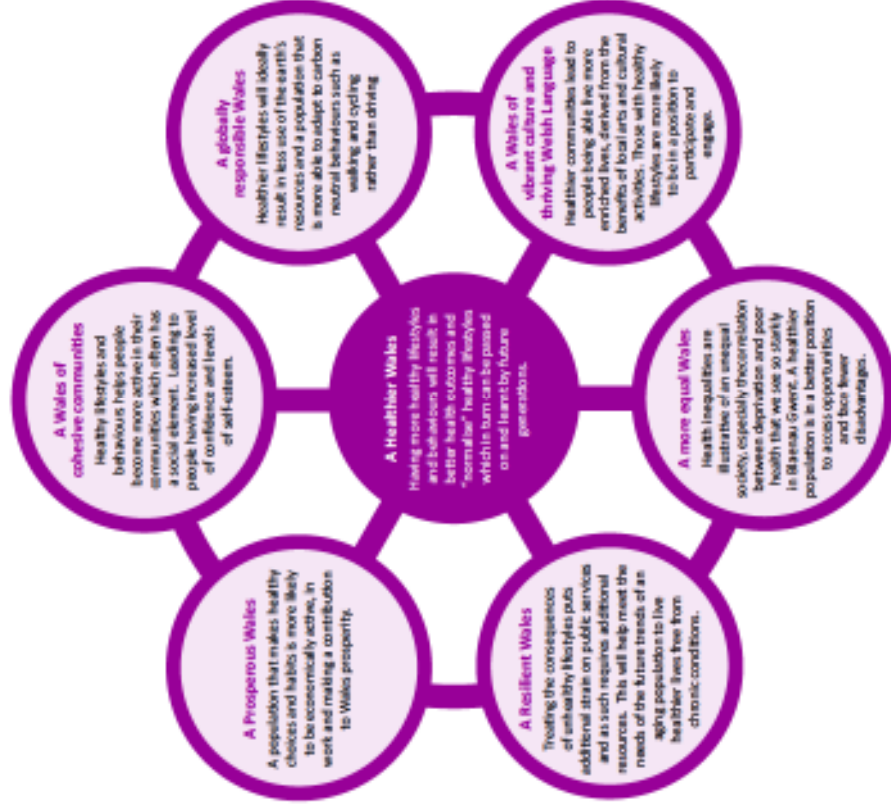 A Prosperous Wales
A population that makes healthy
choices and habits is more likely
to be economically active, in
work and making a contribution
to Wales prosperity.
A Wales of
cohesive communities
Healthy lifestyles and
behaviours helps people
become more active in their
communities which often has
a social element. Leading to
people having increased level
of confidence and levels
of self-esteem.
A globally
responsible Wales
Healthier lifestyles will ideally
result in less use of the earth's
resources and a population that
is more able to adapt to carbon
neutral behaviours such as
walking and cycling
rather than driving
A Healthier Wales
Having more healthy lifestyles
and behaviours will result in
better health outcomes and
"normalise" healthy lifestyles
which in turn can be passed
on and learnt by future
generations.
A Resilient Wales
Treating the consequences
of unhealthy lifestyles puts
additional strain on public services
and as such requires additional
resources. This will help meet the
needs of the future trends of an
aging population to live
healthier lives free from
chronic conditions.
A more equal Wales
Health inequalities are
illustrative of an unequal
society, especially thecorrelation
between deprivation and poor
health that we see so starkly
in Blaenau Gwent. A healthier
population is in a better position
to access opportunities
and face fewer
disadvantages.
A Wales of
vibrant culture and
thriving Welsh Language
Healthier communities lead to
people being able live more
enriched lives, derived from the
benefits of local arts and cultural
activities. Those with healthy
lifestyles are more likely
to be in a position to
participate and
engage.